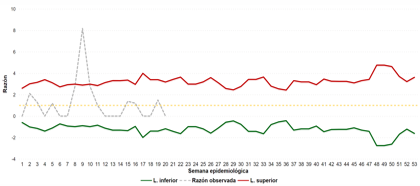 10
8
6
4
2
0
-2
-4
Razón
1 2 3 4 5 6 7 8 9 10 11 12 13 14 15 16 17 18 19 20 21 22 23 24 25 26 27 28 29 30 31 32 33 34 35 36 37 38 39 40 41 42 43 44 45 46 47 48 49 50 51 52 53
Semana epidemiológica
L. inferior Razón observada L. superior